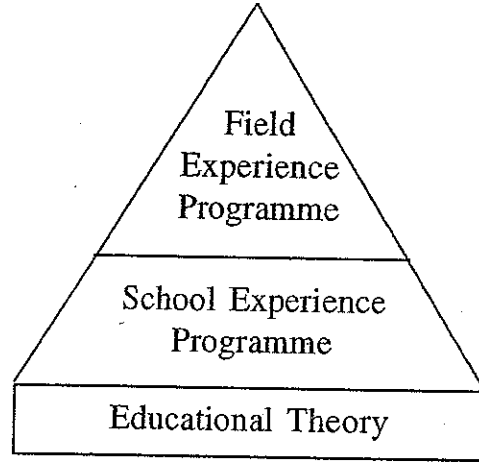 Field
Experience
Programme
School Experience
Programme
Educational Theory